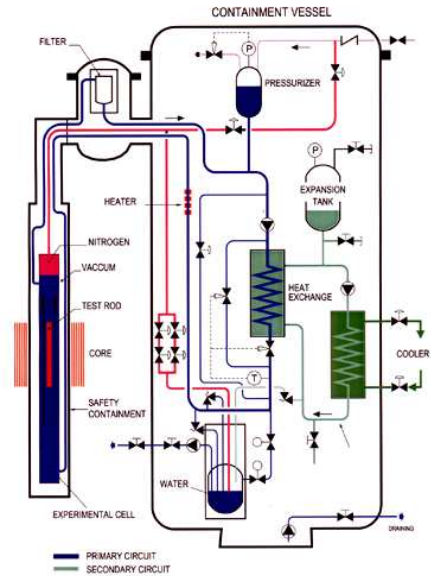 CONTAINMENT VESSEL
FILTER
P
PRESSURIZER
P
EXPANSION
TANK
HEATER
NITROGEN
VACCUM
HEAT
EXCHANGE
TEST ROD
CORE
COOLER
T
SAFETY
CONTAINMENT
WATER
EXPERIMENTAL CELL
DRAINING
PRIMARY CIRCUIT
SECONDARY CIRCUIT